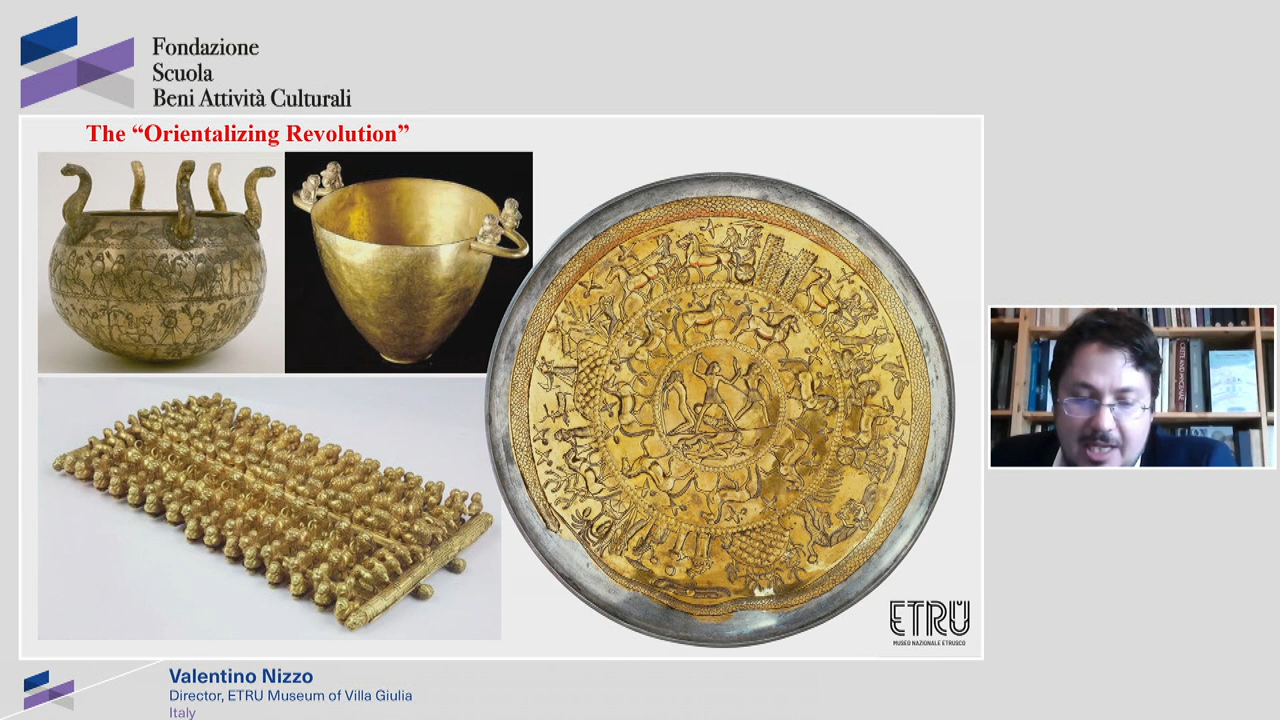 Fondazione
Scuola
Beni Attività Culturali
The “Orientalizing Revolution”
ETRU
MUSEO NAZIONALE ETRUSCO
Valentino Nizzo
Director, ETRU Museum of Villa Giulia
Italy